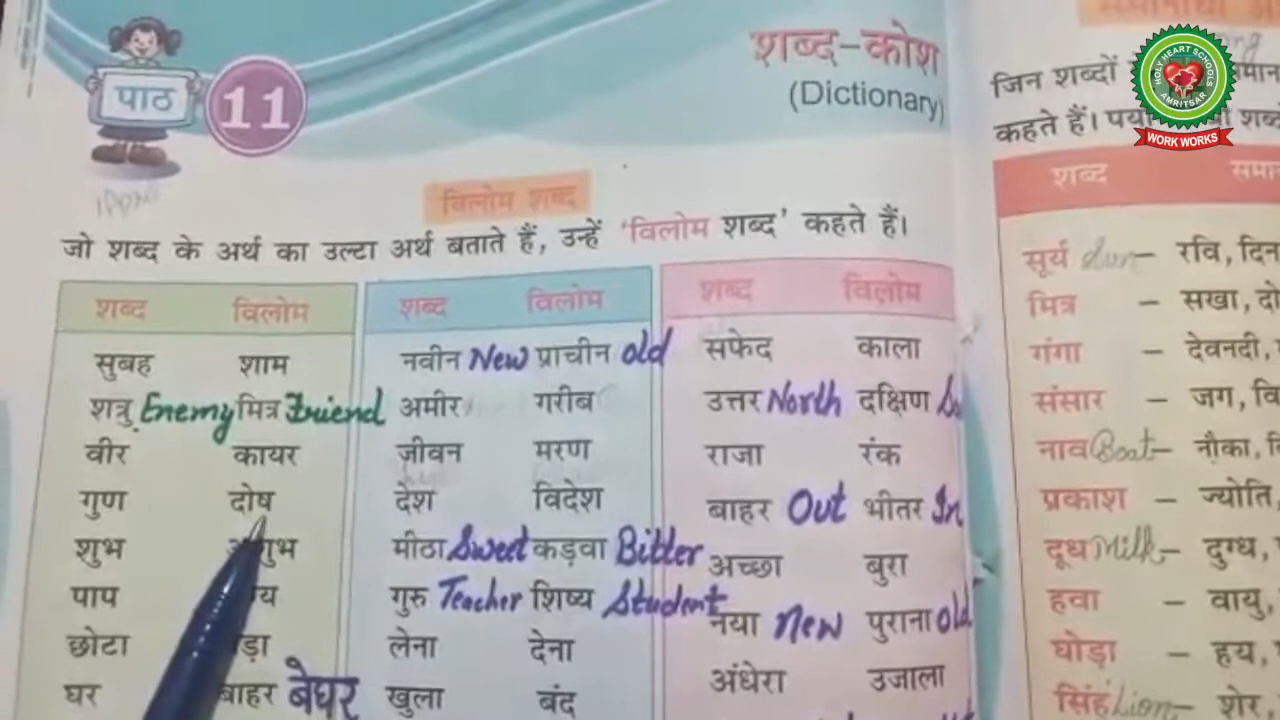 पाठ 11
शब्द-कोश
(Dictionary)
विलोम शब्द
जो शब्द के अर्थ का उल्टा अर्थ बताते हैं, उन्हें 'विलोम शब्द' कहते हैं।
शब्द विलोम
सुबह शाम
शत्रु Enemy मित्र Friend
वीर कायर
गुण दोष
शुभ
पाप
छोटा
घर बाहर बेघर
शब्द विलोम
नवीन New प्राचीन old
अमीर गरीब
जीवन मरण
देश विदेश
मीठा Sweet कड़वा Bitter
गुरु Teacher शिष्य Student
लेना देना
खुला बंद
शब्द विलोम
सफेद काला
उत्तर North दक्षिण
राजा रंक
बाहर Out भीतर In
अच्छा बुरा
नया New पुराना old
अंधेरा उजाला
जिन शब्दों
कहते हैं।
शब्द
सूर्य Sun – रवि,
मित्र – सखा,
गंगा – देवनदी,
संसार – जग,
नाव Boat – नौका,
प्रकाश – ज्योति,
दूध Milk – दुग्ध,
हवा – वायु,
घोड़ा – हय,
सिंह Lion – शेर,
HOLY HEART SCHOOLS
AMRITSAR
WORK WORKS